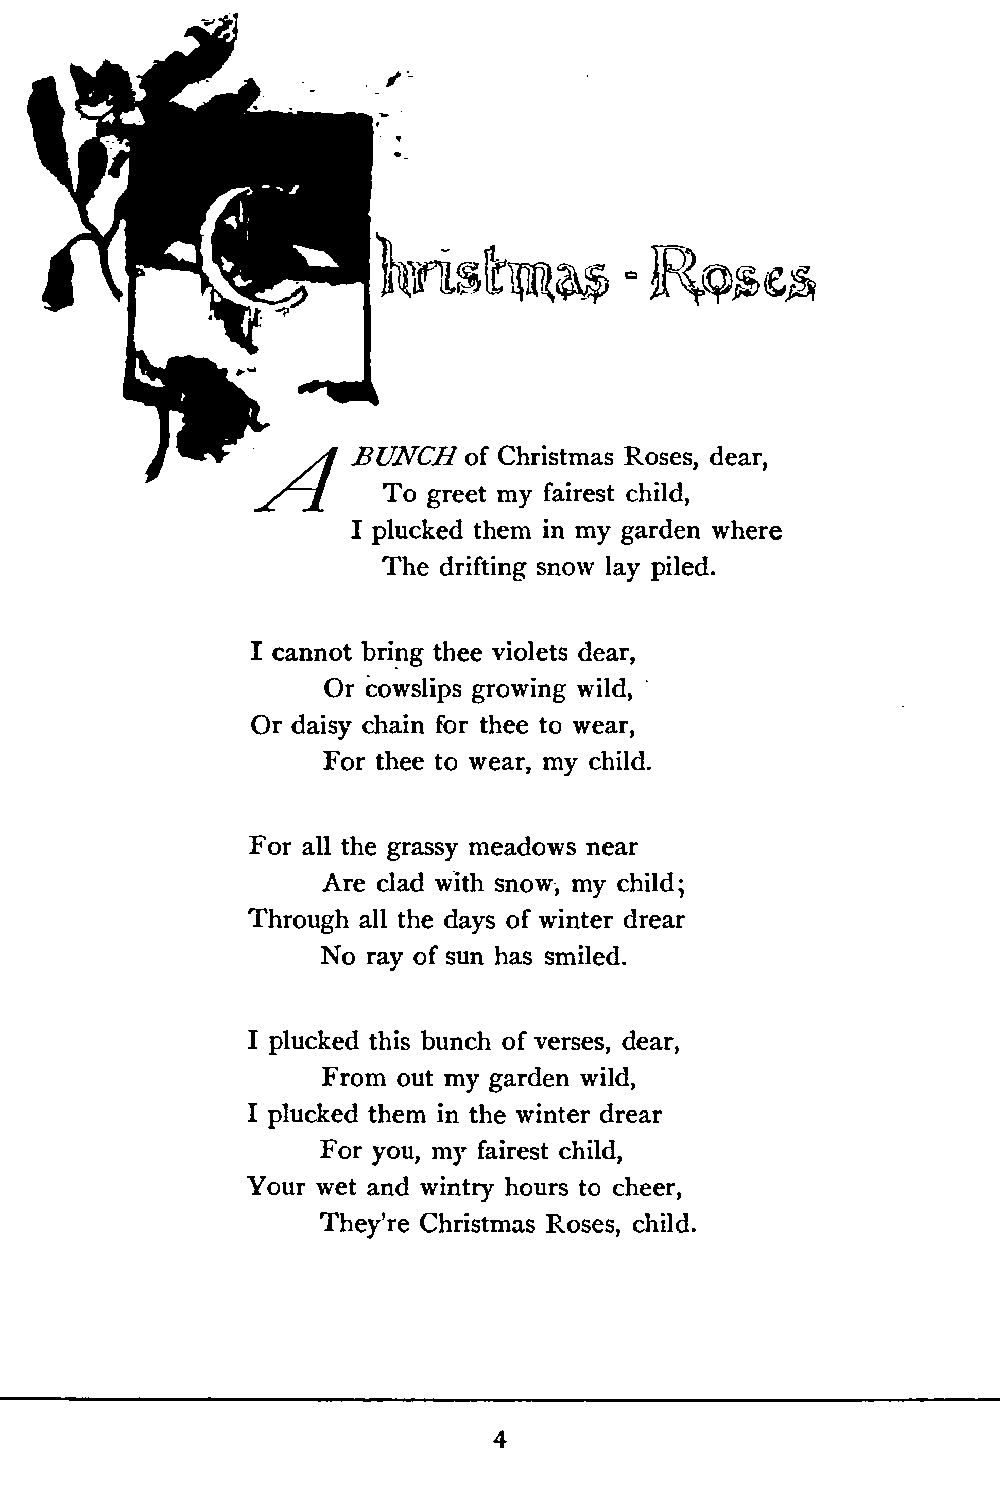 Christmas - Roses
A BUNCH of Christmas Roses, dear,
To greet my fairest child,
I plucked them in my garden where
The drifting snow lay piled.
I cannot bring thee violets dear,
Or cowslips growing wild,
Or daisy chain for thee to wear,
For thee to wear, my child.
For all the grassy meadows near
Are clad with snow, my child;
Through all the days of winter drear
No ray of sun has smiled.
I plucked this bunch of verses, dear,
From out my garden wild,
I plucked them in the winter drear
For you, my fairest child,
Your wet and wintry hours to cheer,
They're Christmas Roses, child.
4